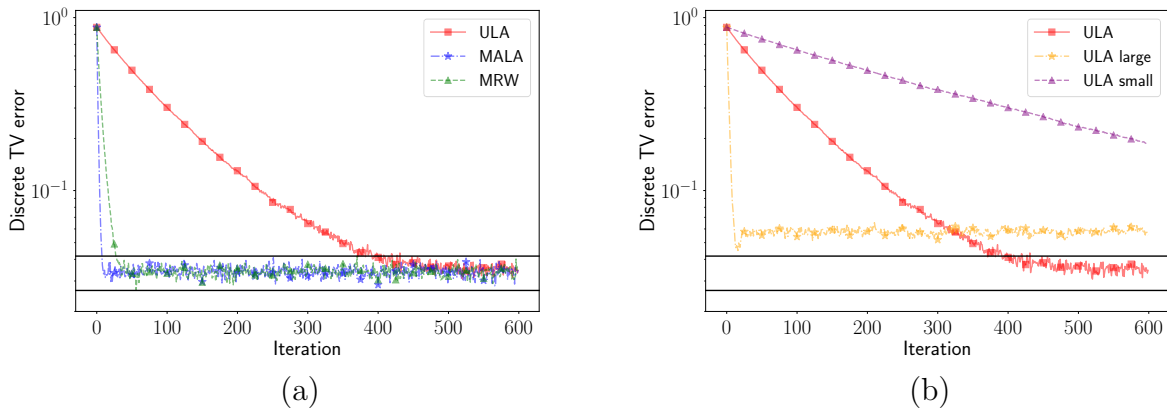 10^0
10^{-1}
Discrete TV error
ULA
MALA
MRW
0 100 200 300 400 500 600
Iteration
(a)
10^0
10^{-1}
Discrete TV error
ULA
ULA large
ULA small
0 100 200 300 400 500 600
Iteration
(b)